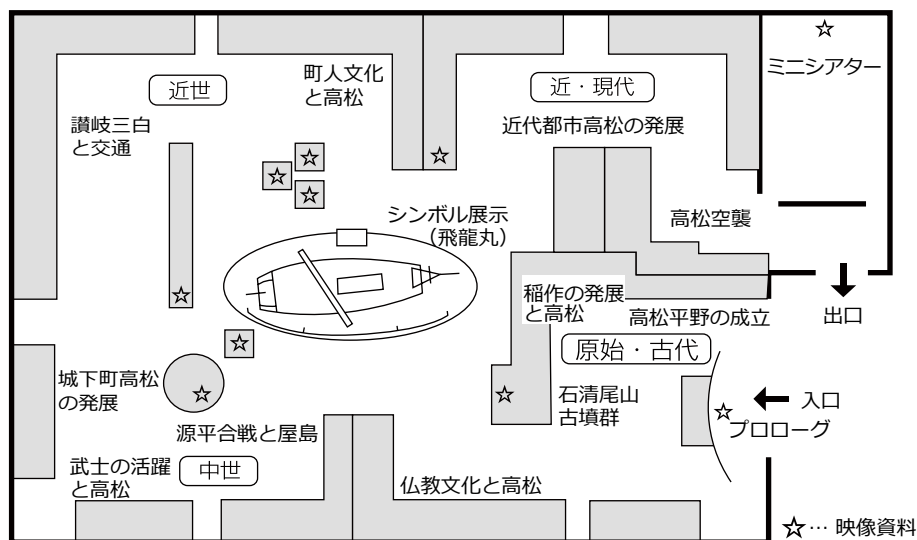 ミニシアター
近世
町人文化
と高松
近・現代
讃岐三白
と交通
近代都市高松の発展
シンボル展示
（飛龍丸）
高松空襲
稲作の発展
と高松
高松平野の成立
出口
原始・古代
城下町高松
の発展
石清尾山
古墳群
入口
プロローグ
源平合戦と屋島
武士の活躍
と高松
中世
仏教文化と高松
☆… 映像資料